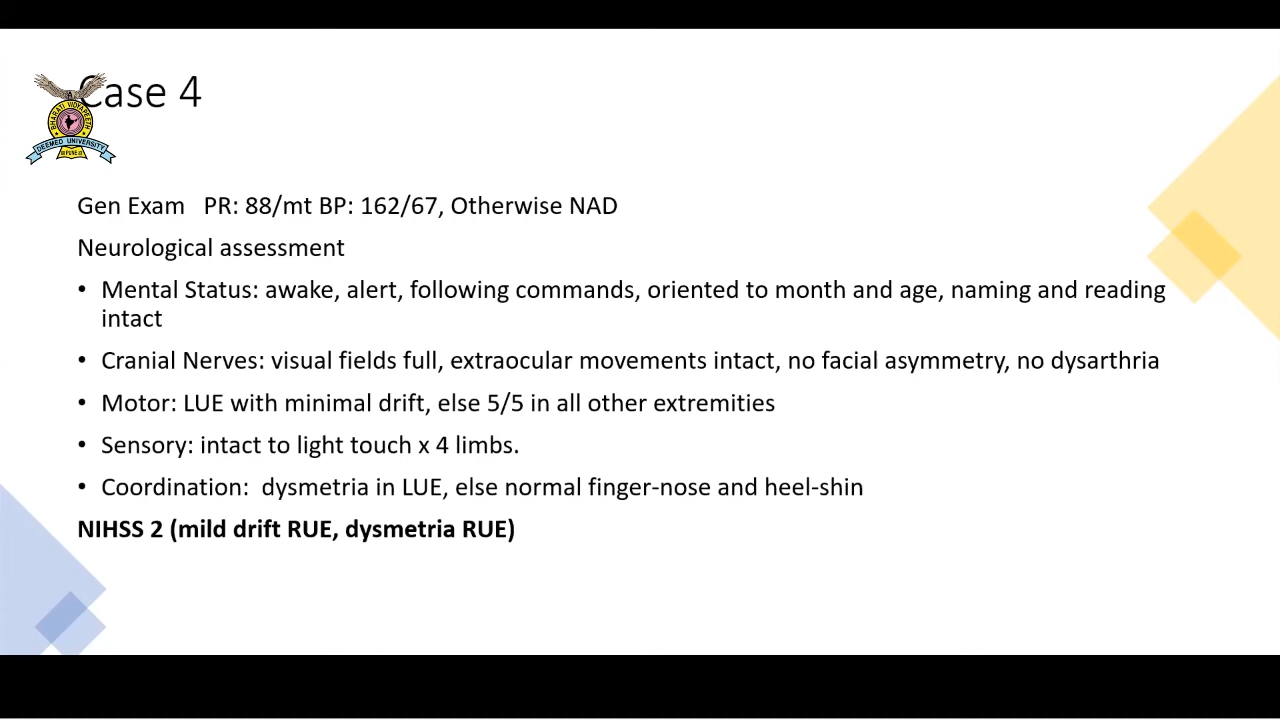 Case 4
BHARATI VIDYAPEETH
DEEMED UNIVERSITY
Gen Exam PR: 88/mt BP: 162/67, Otherwise NAD
Neurological assessment
• Mental Status: awake, alert, following commands, oriented to month and age, naming and reading
intact
• Cranial Nerves: visual fields full, extraocular movements intact, no facial asymmetry, no dysarthria
• Motor: LUE with minimal drift, else 5/5 in all other extremities
• Sensory: intact to light touch x 4 limbs.
• Coordination: dysmetria in LUE, else normal finger-nose and heel-shin
NIHSS 2 (mild drift RUE, dysmetria RUE)